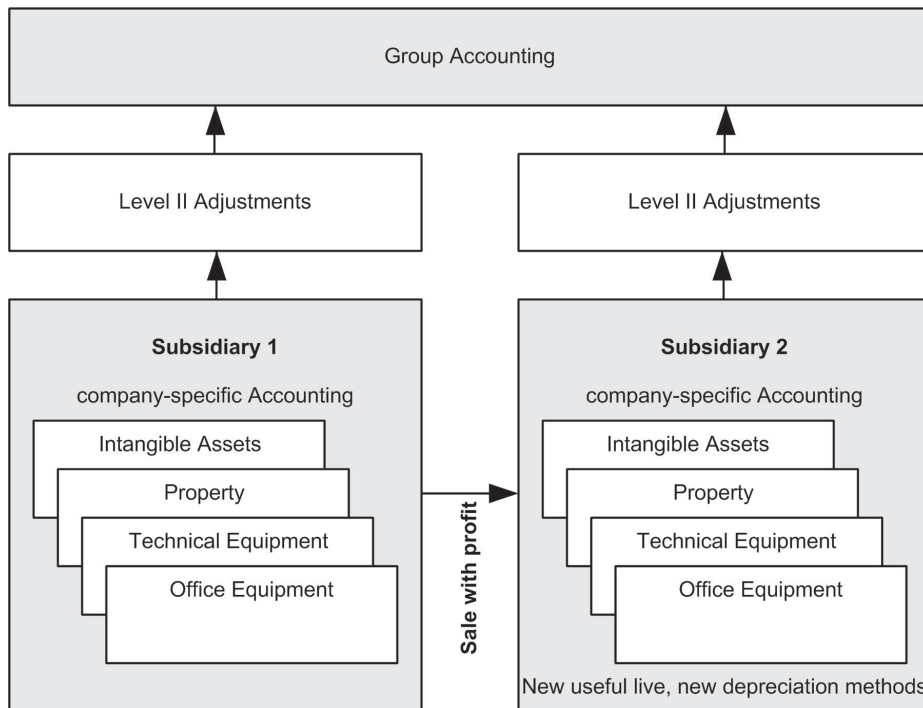 Group Accounting
Level II Adjustments
Level II Adjustments
Subsidiary 1
company-specific Accounting
Intangible Assets
Property
Technical Equipment
Office Equipment
Sale with profit
Subsidiary 2
company-specific Accounting
Intangible Assets
Property
Technical Equipment
Office Equipment
New useful live, new depreciation methods